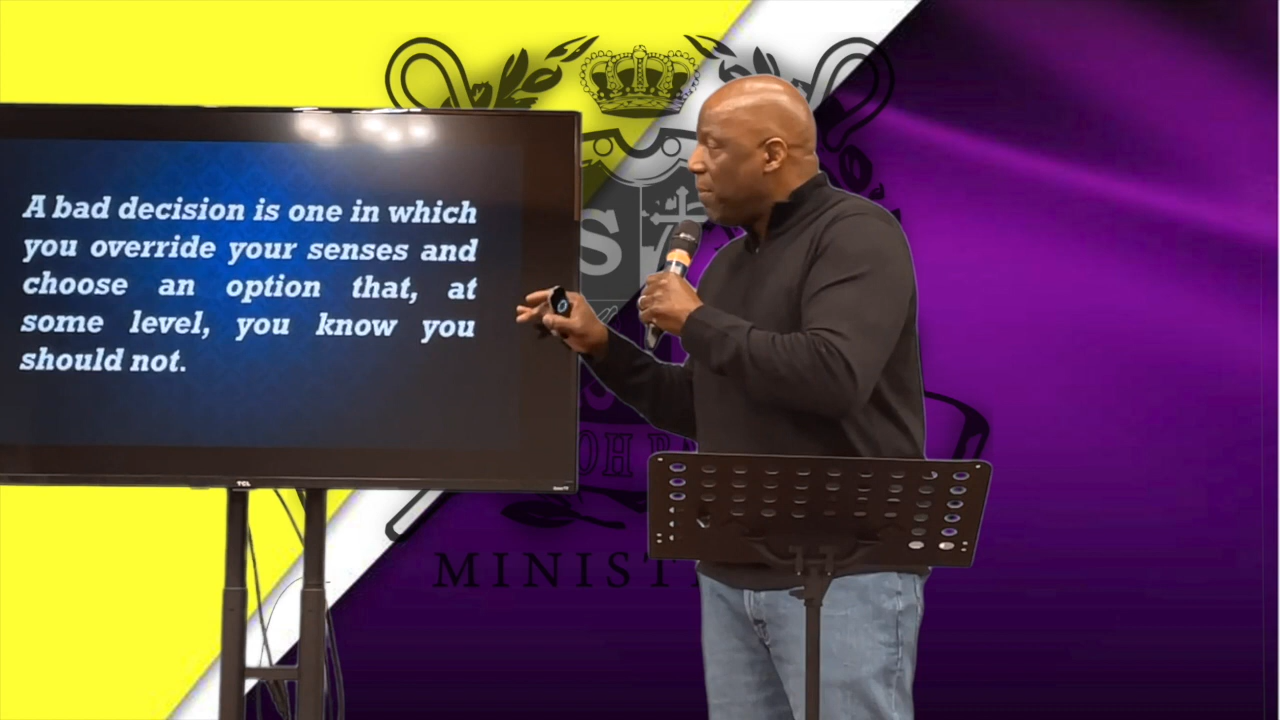 A bad decision is one in which
you override your senses and
choose an option that, at
some level, you know you
should not.
TCL